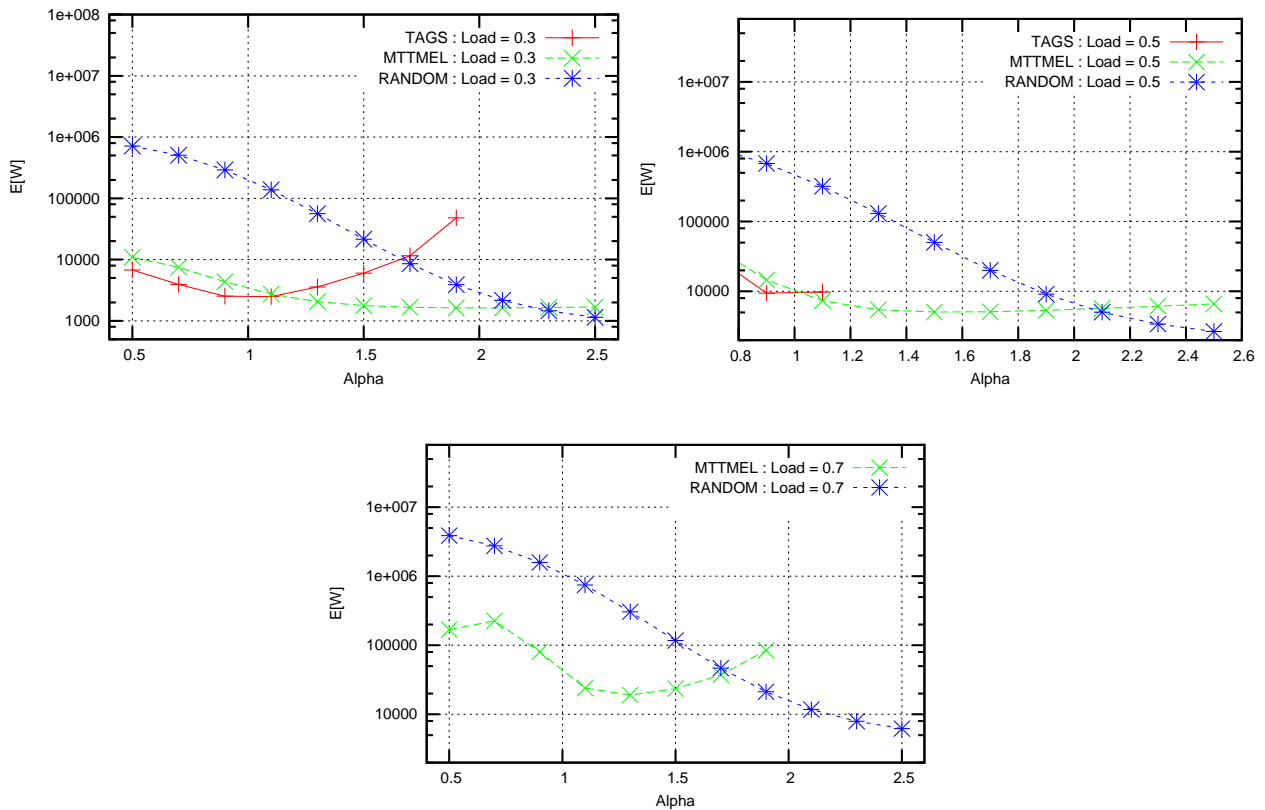 1e+008
1e+007
1e+006
100000
10000
1000
E[W]
TAGS : Load = 0.3
MTTMEL : Load = 0.3
RANDOM : Load = 0.3
0.5 1 1.5 2 2.5
Alpha
1e+007
1e+006
100000
10000
E[W]
TAGS : Load = 0.5
MTTMEL : Load = 0.5
RANDOM : Load = 0.5
0.8 1 1.2 1.4 1.6 1.8 2 2.2 2.4 2.6
Alpha
1e+007
1e+006
100000
10000
E[W]
MTTMEL : Load = 0.7
RANDOM : Load = 0.7
0.5 1 1.5 2 2.5
Alpha